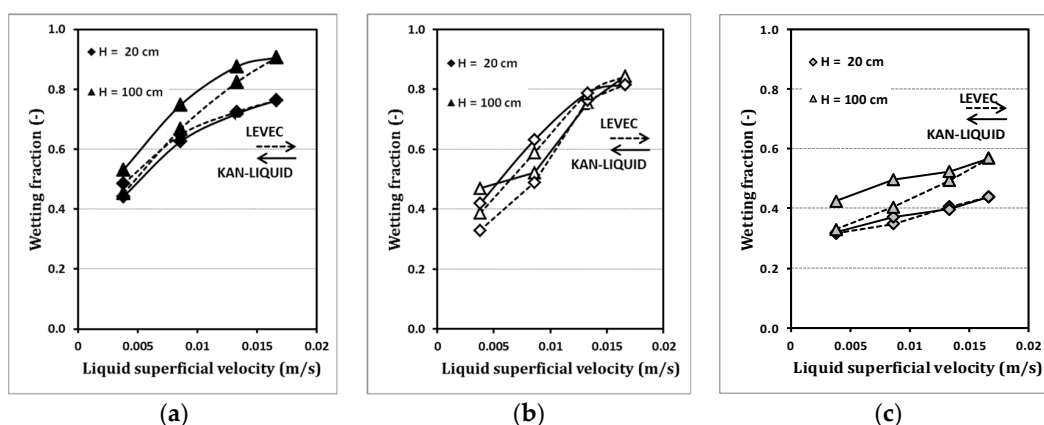 1.0
0.8
0.6
0.4
0.2
0.0
Wetting fraction (-)
H = 20 cm
H = 100 cm
LEVEC
KAN-LIQUID
0
0.005
0.01
0.015
0.02
Liquid superficial velocity (m/s)
(a)
1.0
0.8
0.6
0.4
0.2
0.0
Wetting fraction (-)
H = 20 cm
H = 100 cm
LEVEC
KAN-LIQUID
0
0.005
0.01
0.015
0.02
Liquid superficial velocity (m/s)
(b)
1.0
0.8
0.6
0.4
0.2
0.0
Wetting fraction (-)
H = 20 cm
H = 100 cm
LEVEC
KAN-LIQUID
0
0.005
0.01
0.015
0.02
Liquid superficial velocity (m/s)
(c)